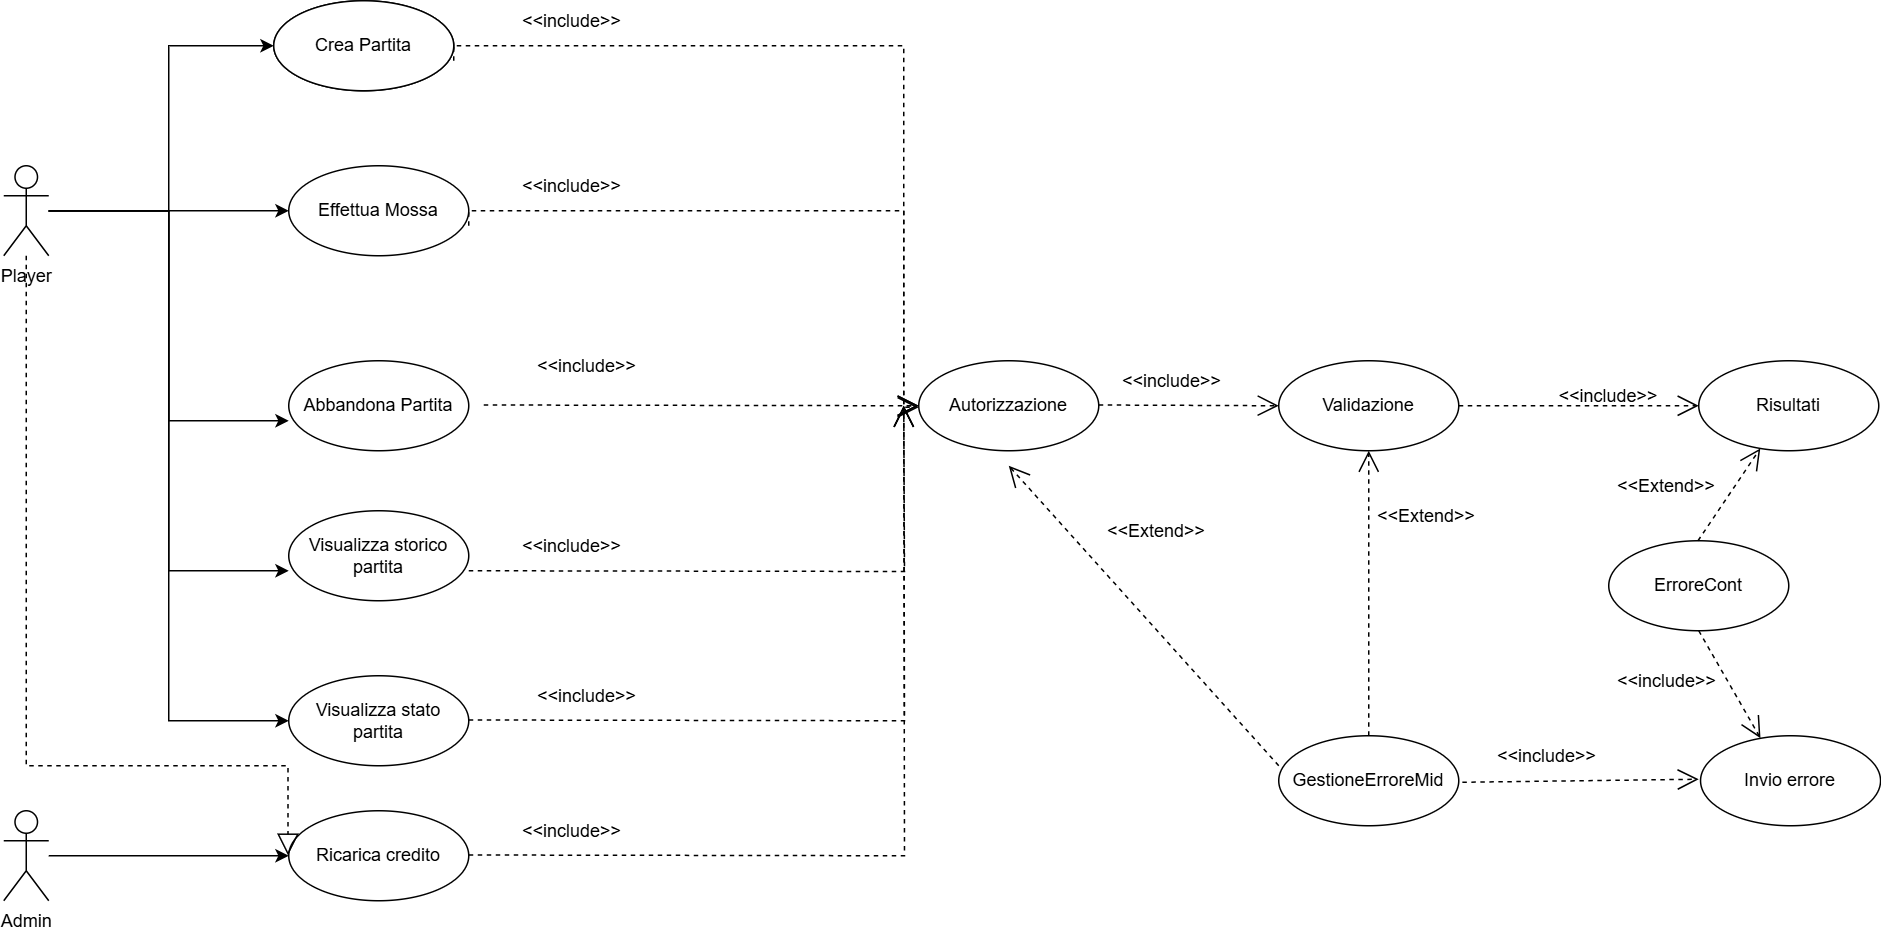 <<include>>
Crea Partita
<<include>>
Effettua Mossa
Player
<<include>>
Abbandona Partita
<<include>>
Autorizzazione
<<include>>
Validazione
<<include>>
Risultati
<<Extend>>
<<Extend>>
<<Extend>>
Visualizza storico
partita
<<include>>
ErroreCont
<<include>>
Visualizza stato
partita
<<include>>
GestioneErroreMid
<<include>>
Invio errore
<<include>>
Ricarica credito
Admin